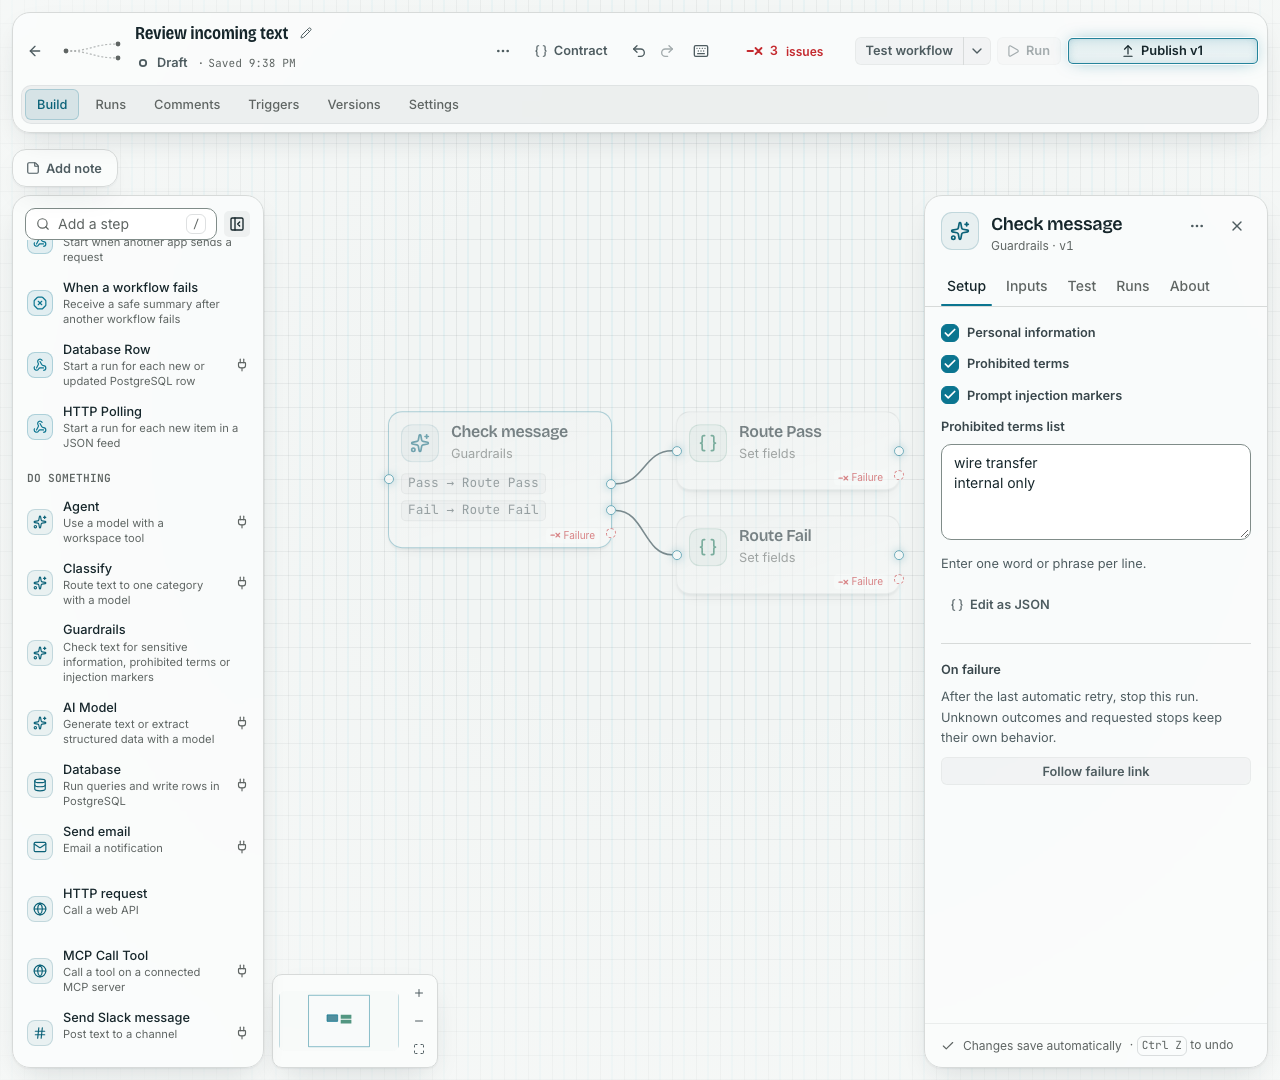 Review incoming text
Draft · Saved 9:38 PM
Contract
3 issues
Test workflow
Run
Publish v1
Build
Runs
Comments
Triggers
Versions
Settings
Add note
Add a step
/
Start when another app sends a
request
When a workflow fails
Receive a safe summary after
another workflow fails
Database Row
Start a run for each new or
updated PostgreSQL row
HTTP Polling
Start a run for each new item in a
JSON feed
DO SOMETHING
Agent
Use a model with a
workspace tool
Classify
Route text to one category
with a model
Guardrails
Check text for sensitive
information, prohibited terms or
injection markers
AI Model
Generate text or extract
structured data with a model
Database
Run queries and write rows in
PostgreSQL
Send email
Email a notification
HTTP request
Call a web API
MCP Call Tool
Call a tool on a connected
MCP server
Send Slack message
Post text to a channel
Check message
Guardrails
Pass → Route Pass
Fail → Route Fail
Failure
Route Pass
Set fields
Failure
Route Fail
Set fields
Failure
Check message
Guardrails · v1
Setup
Inputs
Test
Runs
About
Personal information
Prohibited terms
Prompt injection markers
Prohibited terms list
wire transfer
internal only
Enter one word or phrase per line.
{ } Edit as JSON
On failure
After the last automatic retry, stop this run.
Unknown outcomes and requested stops keep
their own behavior.
Follow failure link
Changes save automatically · Ctrl Z to undo